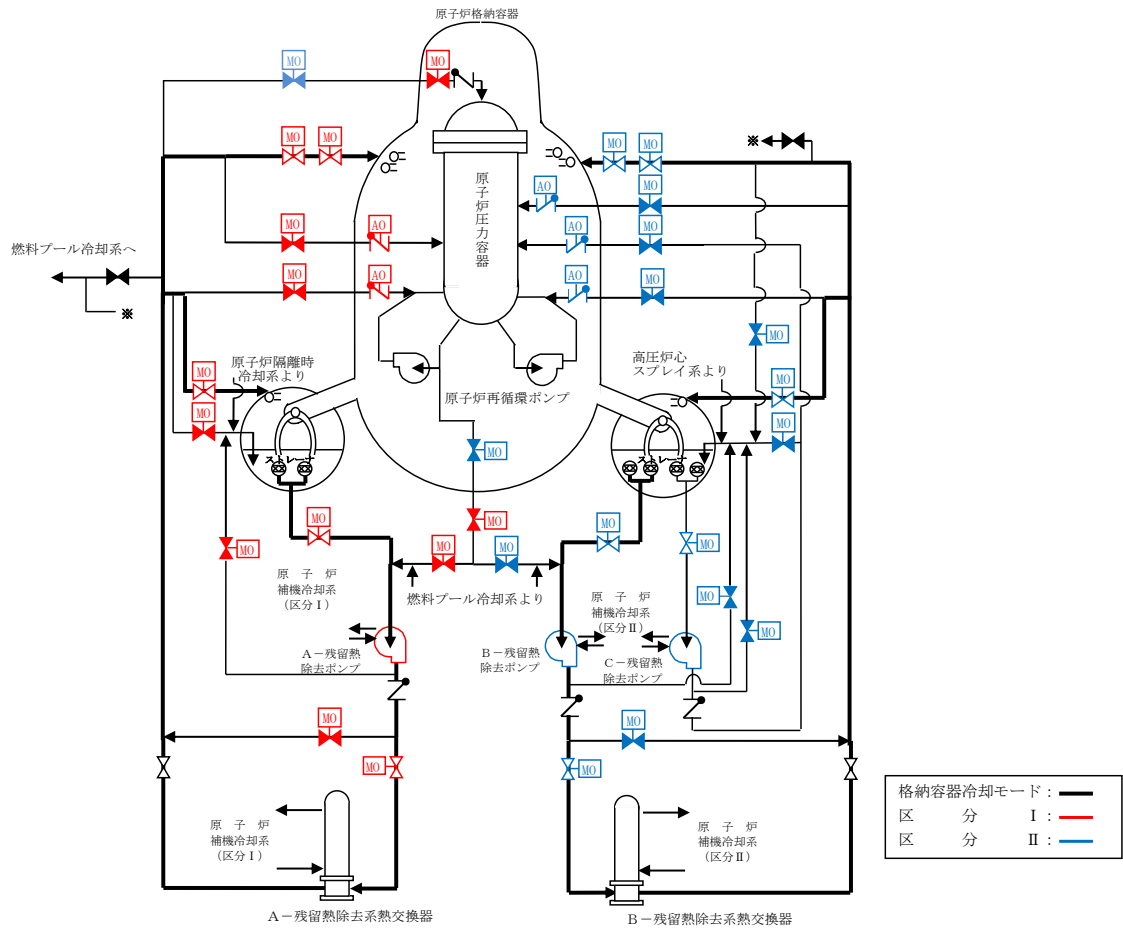 原子炉格納容器
MO
MO
MO
MO
※
MO
MO
原子炉圧力容器
AO
MO
MO
AO
AO
MO
燃料プール冷却系へ
MO
AO
AO
MO
※
MO
原子炉隔離時
冷却系より
高圧炉心
スプレイ系より
MO
MO
原子炉再循環ポンプ
MO
MO
MO
ストレーナ
ストレーナ
MO
MO
MO
MO
MO
MO
MO
MO
原　子　炉
補機冷却系
（区分Ⅰ）
燃料プール冷却系より
原　子　炉
補機冷却系
（区分Ⅱ）
MO
MO
A－残留熱
除去ポンプ
B－残留熱
除去ポンプ
C－残留熱
除去ポンプ
MO
MO
MO
MO
格納容器冷却モード：
区　　　分　　　Ⅰ：
区　　　分　　　Ⅱ：
原　子　炉
補機冷却系
（区分Ⅰ）
原　子　炉
補機冷却系
（区分Ⅱ）
A－残留熱除去系熱交換器
B－残留熱除去系熱交換器